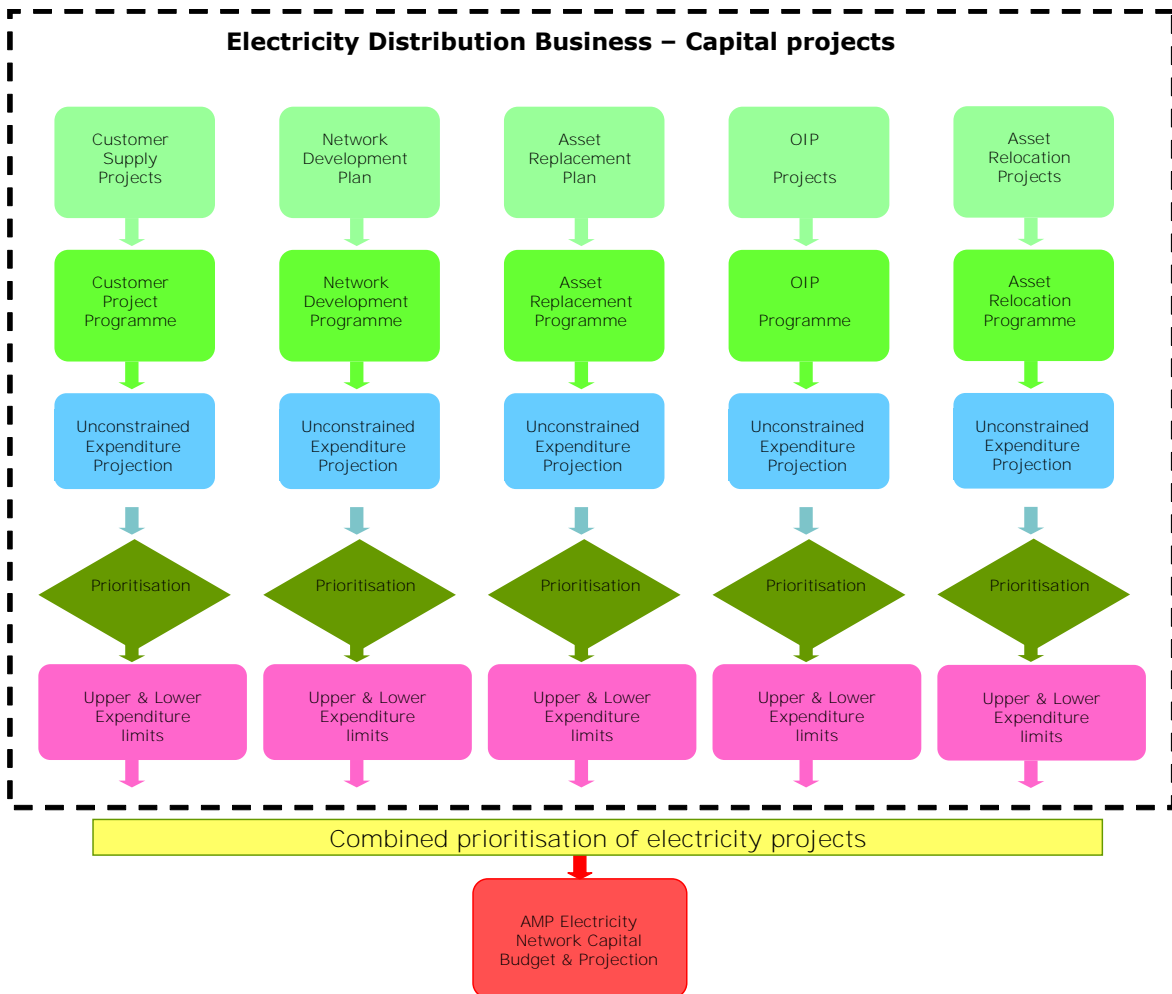 Electricity Distribution Business – Capital projects
Customer
Supply
Projects
Network
Development
Plan
Asset
Replacement
Plan
OIP
Projects
Asset
Relocation
Projects
Customer
Project
Programme
Network
Development
Programme
Asset
Replacement
Programme
OIP
Programme
Asset
Relocation
Programme
Unconstrained
Expenditure
Projection
Unconstrained
Expenditure
Projection
Unconstrained
Expenditure
Projection
Unconstrained
Expenditure
Projection
Unconstrained
Expenditure
Projection
Prioritisation
Prioritisation
Prioritisation
Prioritisation
Prioritisation
Upper & Lower
Expenditure
limits
Upper & Lower
Expenditure
limits
Upper & Lower
Expenditure
limits
Upper & Lower
Expenditure
limits
Upper & Lower
Expenditure
limits
Combined prioritisation of electricity projects
AMP Electricity
Network Capital
Budget & Projection